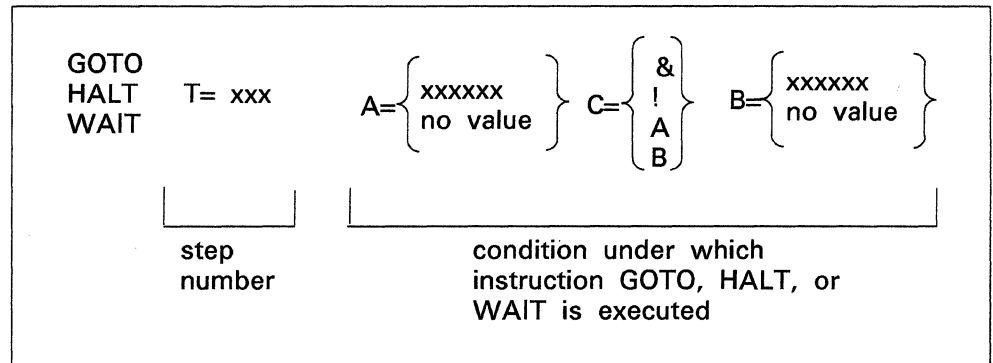 GOTO
HALT T= xxx
WAIT
A={ xxxxxx
no value } C={ &
!
A
B } B={ xxxxxx
no value }
step
number
condition under which
instruction GOTO, HALT, or
WAIT is executed